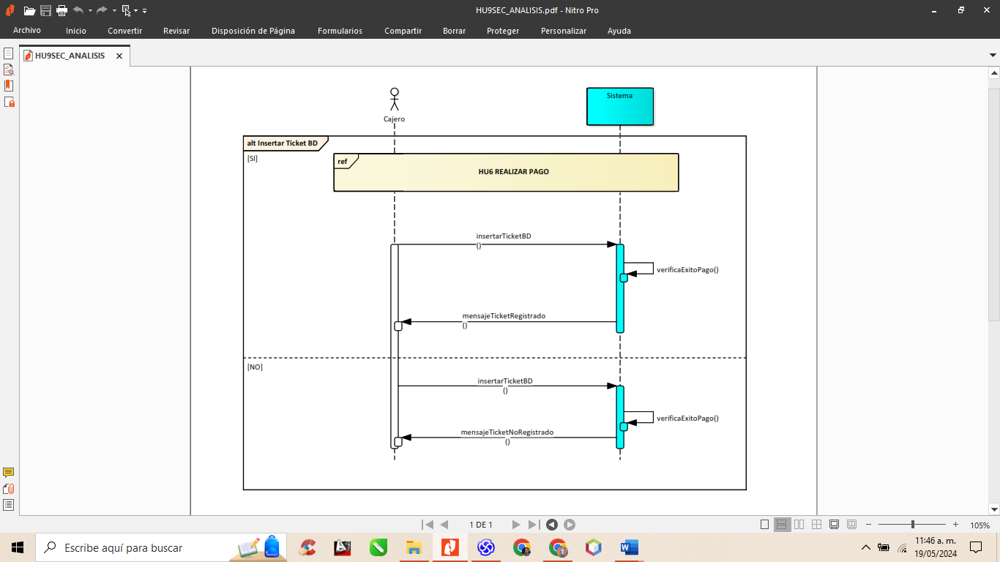 HU9SEC_ANALISIS.pdf - Nitro Pro
Archivo Inicio Convertir Revisar Disposición de Página Formularios Compartir Borrar Proteger Personalizar Ayuda
HU9SEC_ANALISIS
Cajero
Sistema
alt Insertar Ticket BD
[SI]
ref
HU6 REALIZAR PAGO
insertarTicketBD
()
verificaExitoPago()
mensajeTicketRegistrado
()
[NO]
insertarTicketBD
()
verificaExitoPago()
mensajeTicketNoRegistrado
()
1 DE 1
105%
Escribe aquí para buscar
11:46 a. m.
19/05/2024